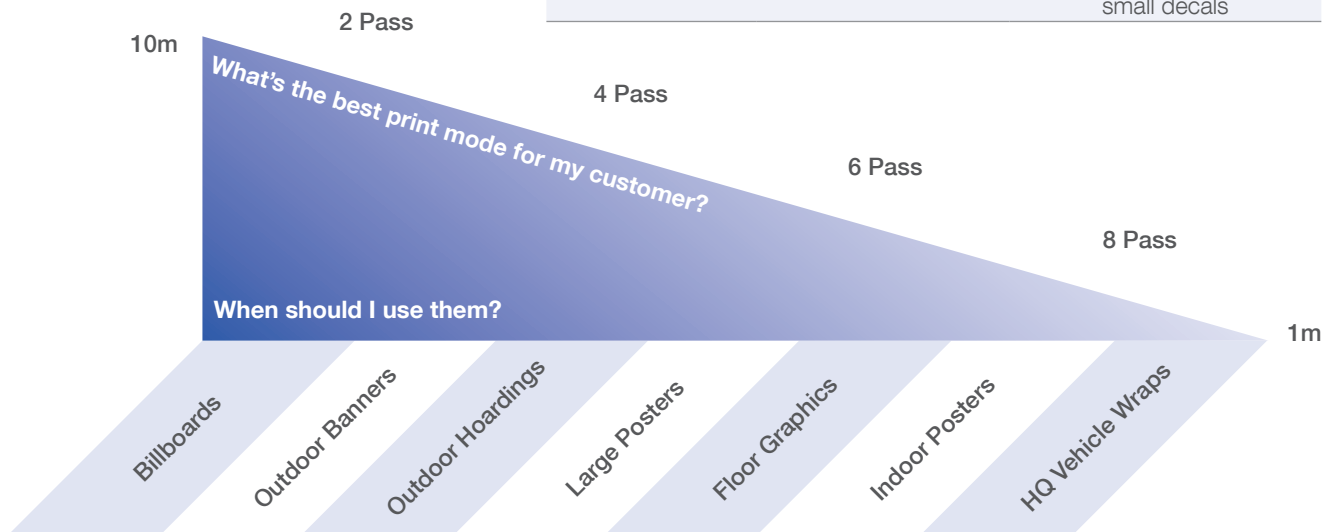 small decals
2 Pass
10m
What's the best print mode for my customer?
4 Pass
6 Pass
8 Pass
When should I use them?
1m
Billboards
Outdoor Banners
Outdoor Hoardings
Large Posters
Floor Graphics
Indoor Posters
HQ Vehicle Wraps